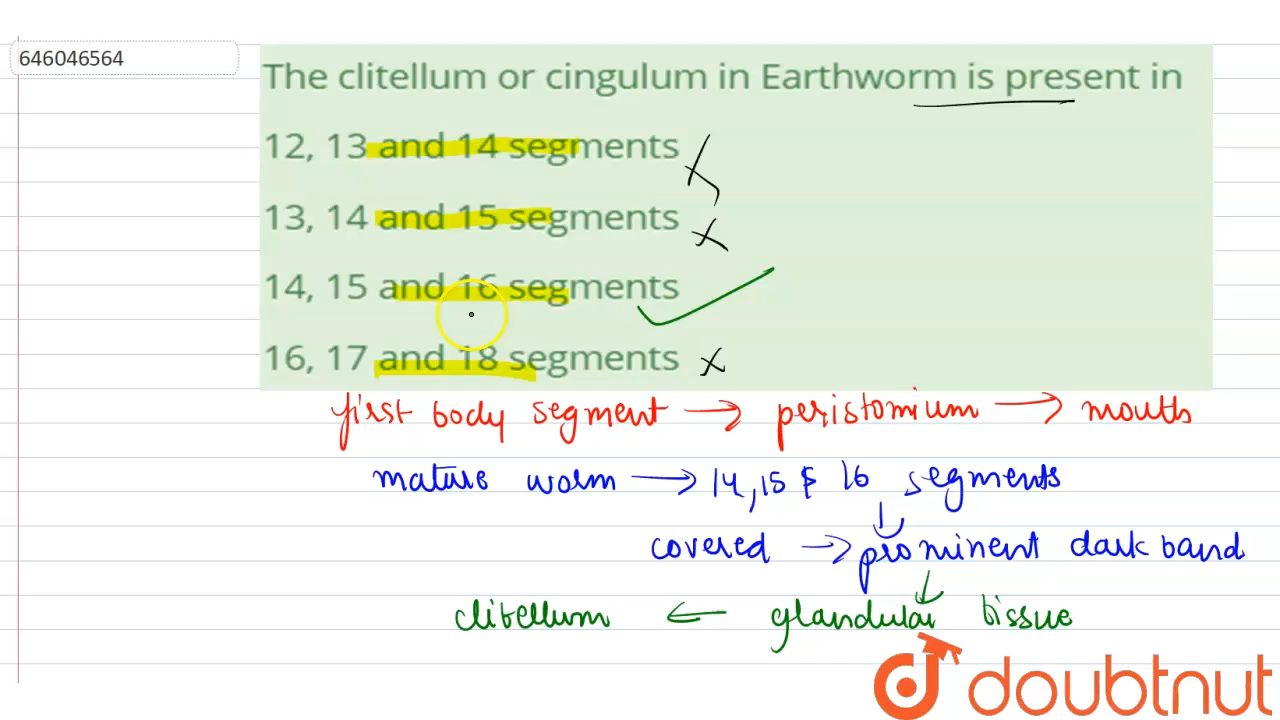 646046564
The clitellum or cingulum in Earthworm is present in
12, 13 and 14 segments
13, 14 and 15 segments
14, 15 and 16 segments
16, 17 and 18 segments
first body segment → peristomium → mouth
mature worm → 14, 15 & 16 segments
covered → prominent dark band
clitellum ← glandular tissue
doubtnut